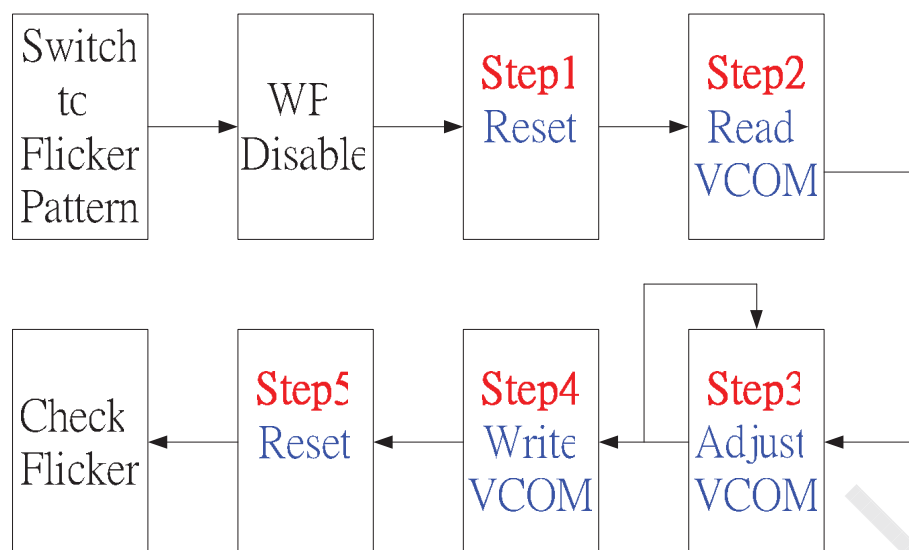 Switch
to
Flicker
Pattern
WP
Disable
Step1
Reset
Step2
Read
VCOM
Check
Flicker
Step5
Reset
Step4
Write
VCOM
Step3
Adjust
VCOM